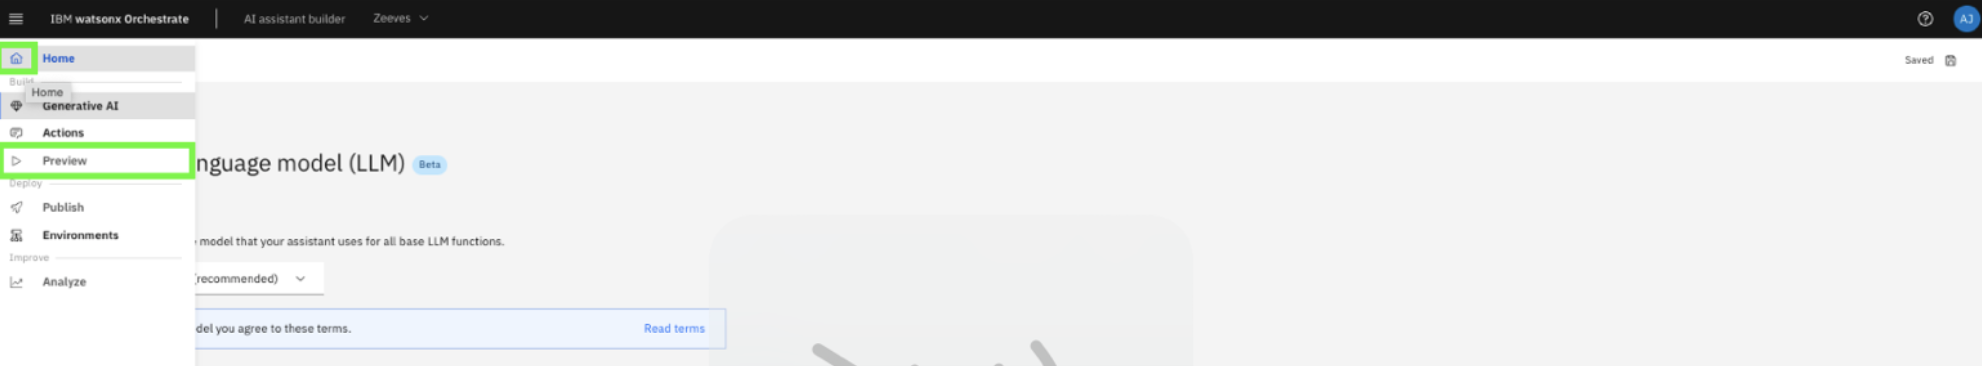 IBM watsonx Orchestrate
AI assistant builder
Zeeves
AJ
Home
Saved
Build
Home
Generative AI
Actions
Preview
nguage model (LLM) Beta
Deploy
Publish
Environments
model that your assistant uses for all base LLM functions.
Improve
(recommended)
Analyze
del you agree to these terms.
Read terms